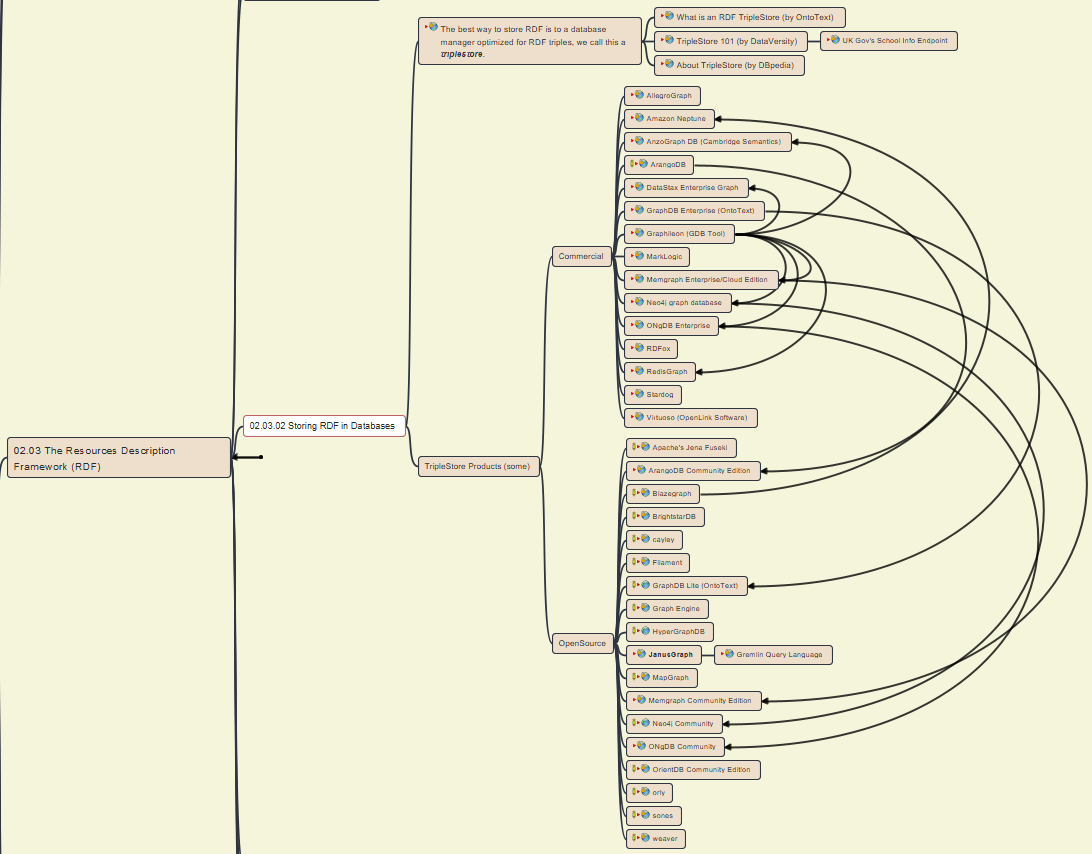 The best way to store RDF is to a database
manager optimized for RDF triples, we call this a
triplestore.
What is an RDF TripleStore (by OntoText)
TripleStore 101 (by DataVersity)
UK Gov's School Info Endpoint
About TripleStore (by DBpedia)
02.03 The Resources Description
Framework (RDF)
02.03.02 Storing RDF in Databases
TripleStore Products (some)
Commercial
AllegroGraph
Amazon Neptune
AnzoGraph DB (Cambridge Semantics)
ArangoDB
DataStax Enterprise Graph
GraphDB Enterprise (OntoText)
Graphileon (GDB Tool)
MarkLogic
Memgraph Enterprise/Cloud Edition
Neo4j graph database
ONgDB Enterprise
RDFox
RedisGraph
Stardog
Virtuoso (OpenLink Software)
OpenSource
Apache's Jena Fuseki
ArangoDB Community Edition
Blazegraph
BrightstarDB
cayley
Filament
GraphDB Lite (OntoText)
Graph Engine
HyperGraphDB
JanusGraph
Gremlin Query Language
MapGraph
Memgraph Community Edition
Neo4j Community
ONgDB Community
OrientDB Community Edition
orly
sones
weaver